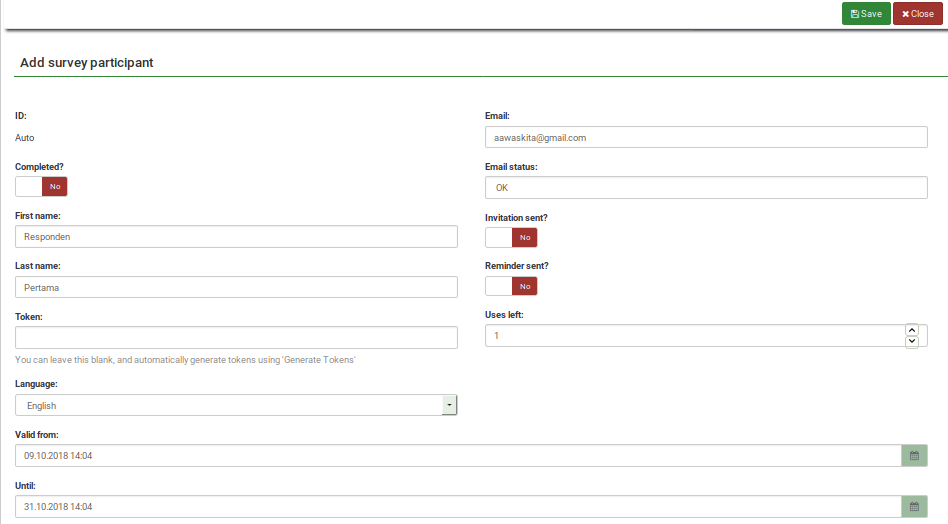 Save
Close
Add survey participant
ID:
Auto
Completed?
No
First name:
Responden
Last name:
Pertama
Token:
You can leave this blank, and automatically generate tokens using 'Generate Tokens'
Language:
English
Email:
aawaskita@gmail.com
Email status:
OK
Invitation sent?
No
Reminder sent?
No
Uses left:
1
Valid from:
09.10.2018 14:04
Until:
31.10.2018 14:04